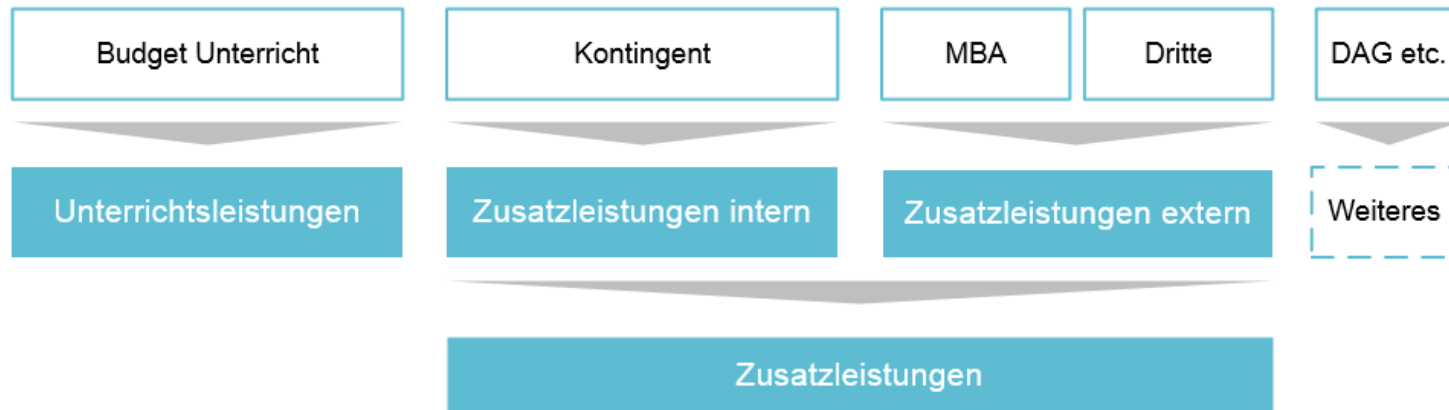 Budget Unterricht
Kontingent
MBA
Dritte
DAG etc.
Unterrichtsleistungen
Zusatzleistungen intern
Zusatzleistungen extern
Weiteres
Zusatzleistungen